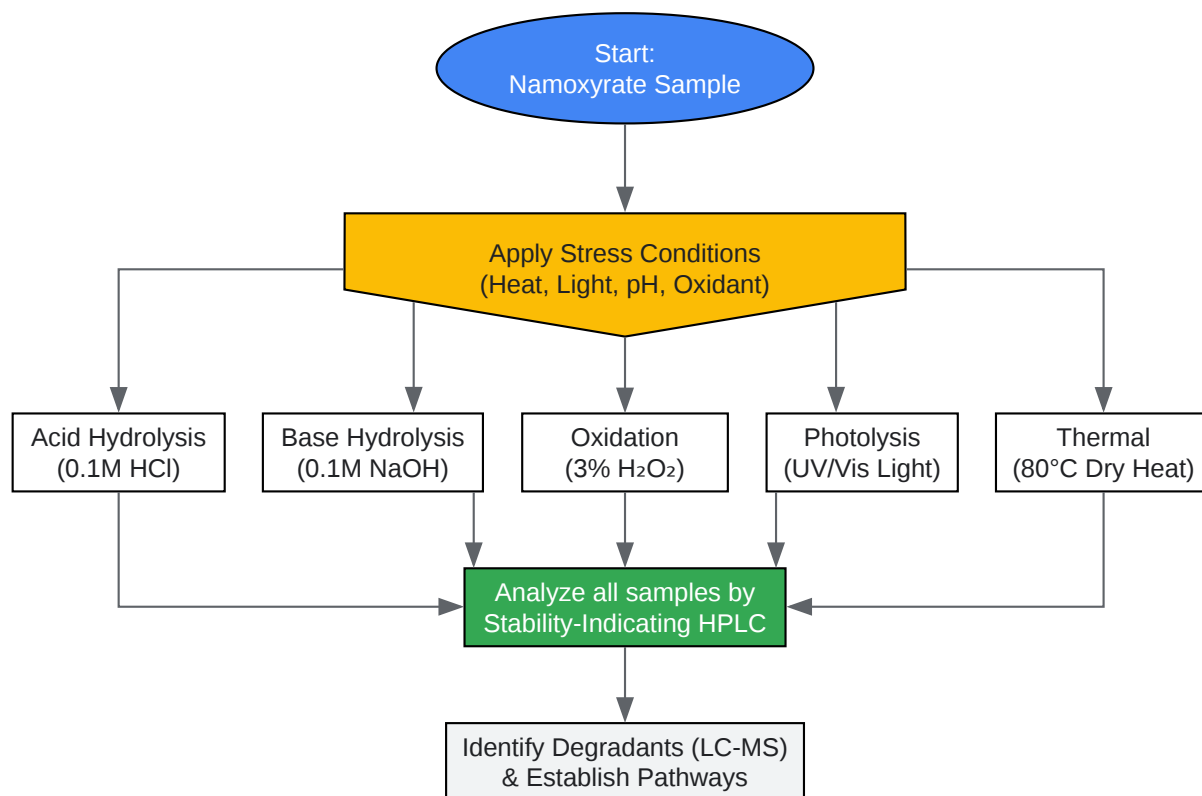 Start:
Namoxyrate Sample
Apply Stress Conditions
(Heat, Light, pH, Oxidant)
Acid Hydrolysis
(0.1M HCl)
Base Hydrolysis
(0.1M NaOH)
Oxidation
(3% H₂O₂)
Photolysis
(UV/Vis Light)
Thermal
(80°C Dry Heat)
Analyze all samples by
Stability-Indicating HPLC
Identify Degradants (LC-MS)
& Establish Pathways